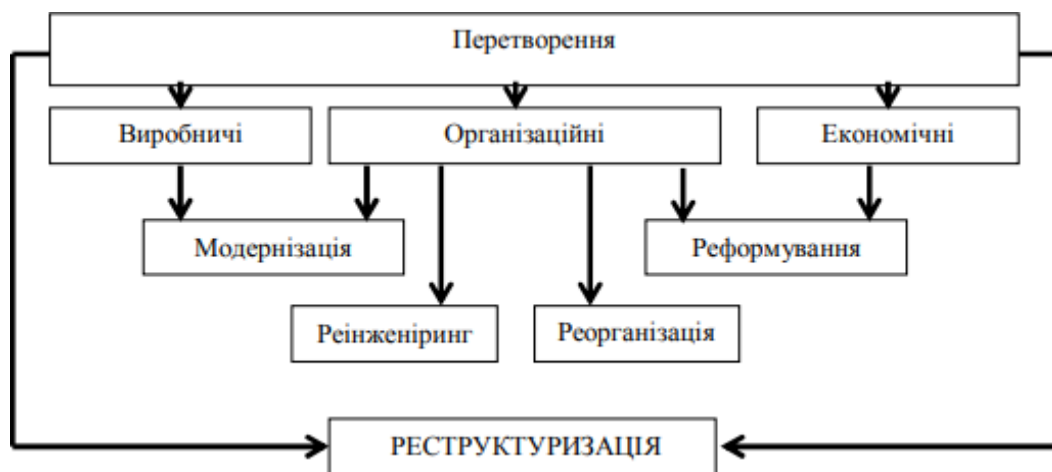 Перетворення
Виробничі
Організаційні
Економічні
Модернізація
Реформування
Реінженіринг
Реорганізація
РЕСТРУКТУРИЗАЦІЯ